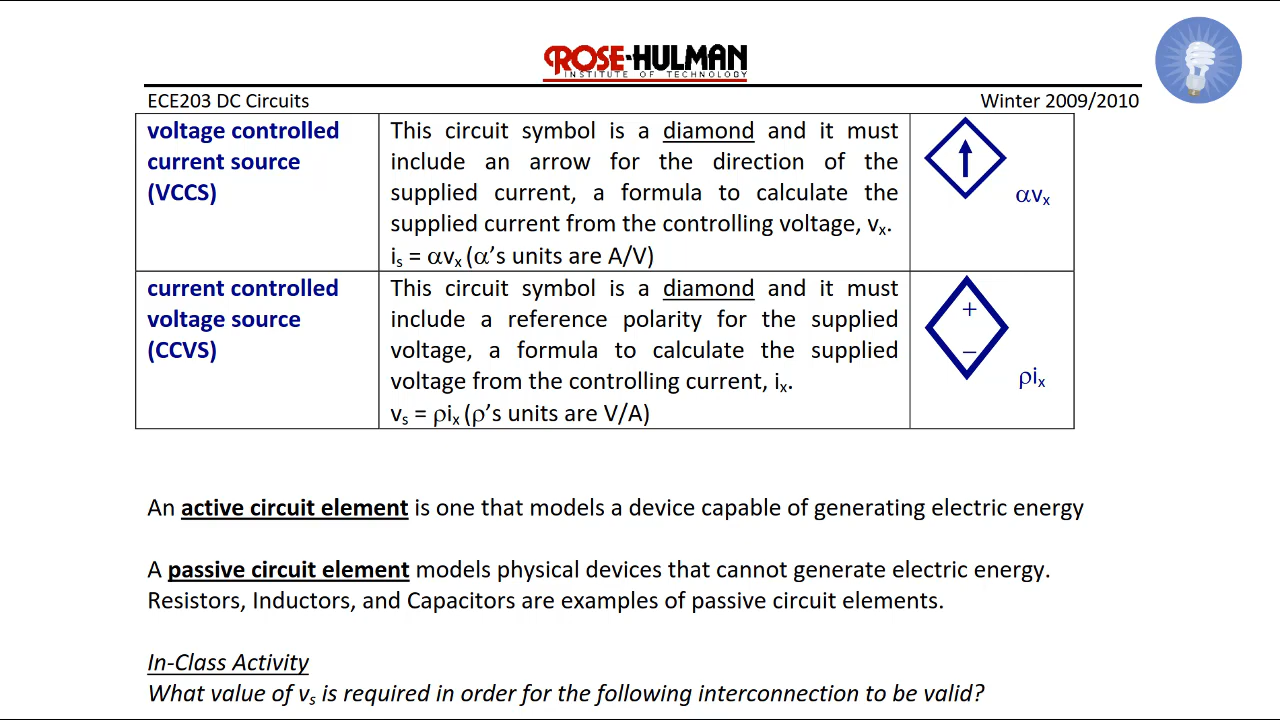 ROSE-HULMAN
INSTITUTE OF TECHNOLOGY
ECE203 DC Circuits Winter 2009/2010
voltage controlled
current source
(VCCS)
This circuit symbol is a diamond and it must
include an arrow for the direction of the
supplied current, a formula to calculate the
supplied current from the controlling voltage, vx.
is = αvx (α’s units are A/V)
αvx
current controlled
voltage source
(CCVS)
This circuit symbol is a diamond and it must
include a reference polarity for the supplied
voltage, a formula to calculate the supplied
voltage from the controlling current, ix.
vs = ρix (ρ’s units are V/A)
+
−
ρix
An active circuit element is one that models a device capable of generating electric energy
A passive circuit element models physical devices that cannot generate electric energy.
Resistors, Inductors, and Capacitors are examples of passive circuit elements.
In-Class Activity
What value of vs is required in order for the following interconnection to be valid?